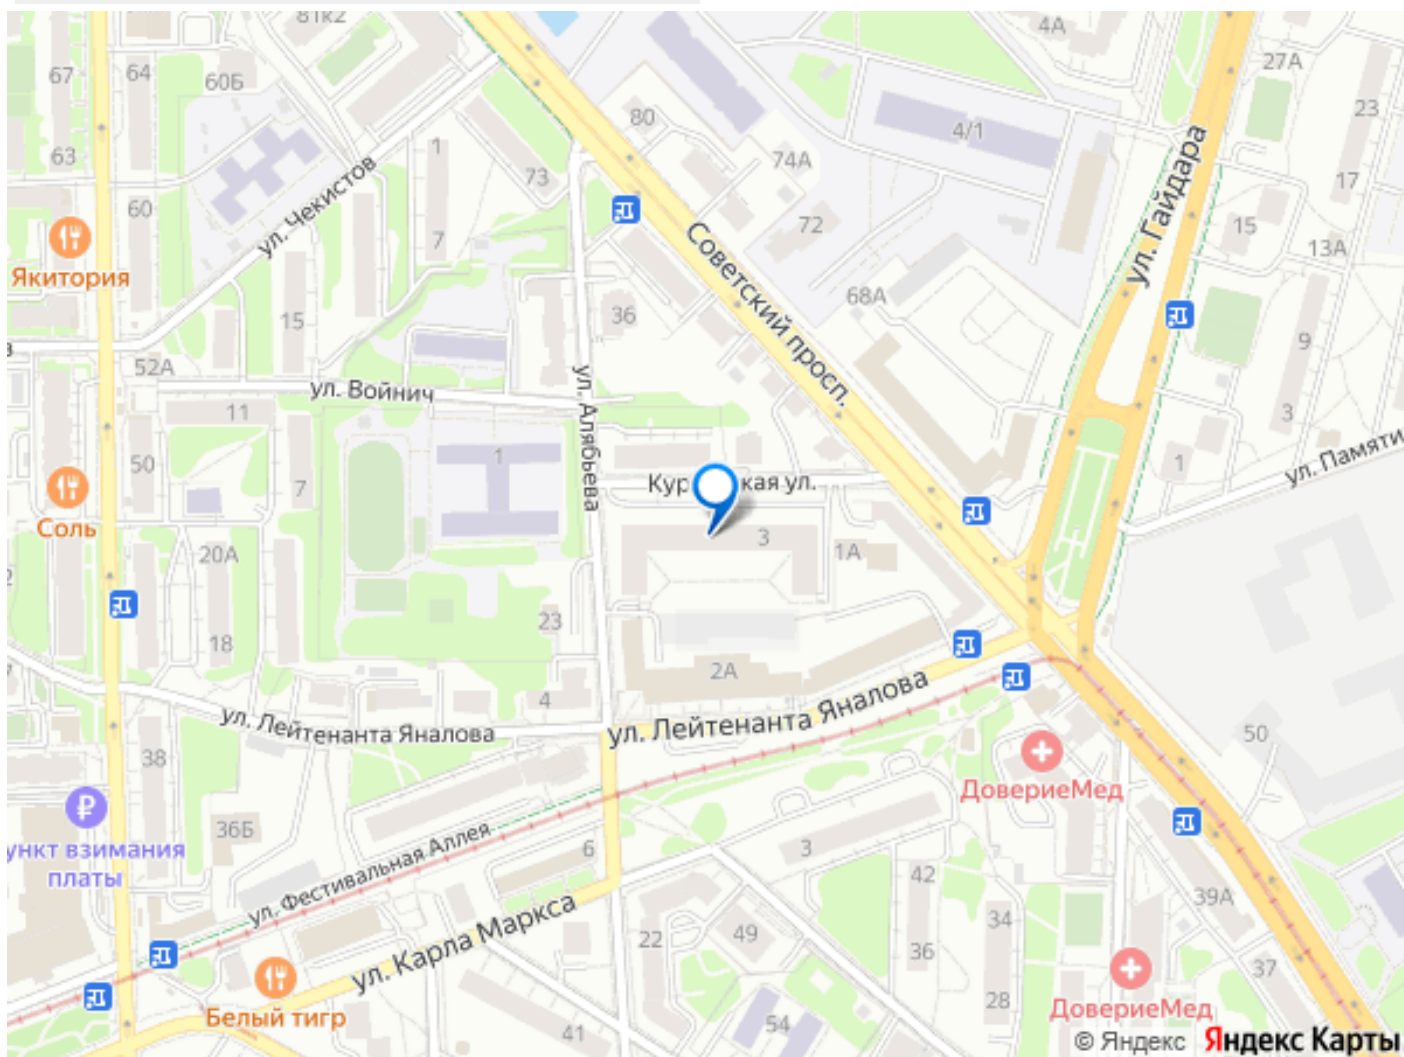 81к2
4А
67
64
60Б
27А
23
80
4/1
1
63
74А
73
17
ул. Чекистов
ул. Гайдара
60
7
72
15
13А
Советский просп.
Якитория
68А
15
36
9
52А
ул. Войнич
11
ул. Алябьева
3
50
1
1
ул. Памяти
7
Кур
кая ул.
Соль
20А
3
1А
23
18
2А
4
ул. Лейтенанта Яналова
ул. Лейтенанта Яналова
38
50
ДовериеМед
36Б
ул. Фестивальная Аллея
6
3
ункт взимания
платы
42
39А
ул. Карла Маркса
34
22
49
36
37
28
ДовериеМед
Белый тигр
41
54
© Яндекс Яндекс Карты